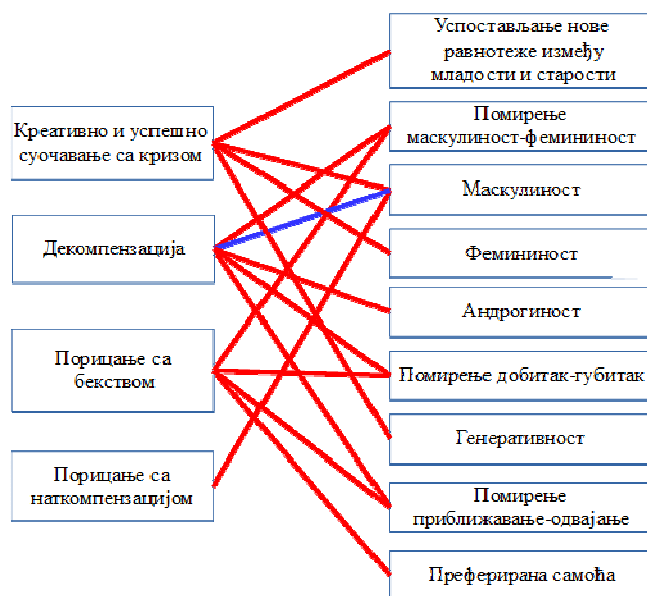 Креативно и успешно
суочавање са кризом
Декомпензација
Порицање са
бекством
Порицање са
наткомпензацијом
Успостављање нове
равнотеже између
младости и старости
Помирење
маскулиност-фемининост
Маскулиност
Фемининост
Андрогиност
Помирење добитак-губитак
Генеративност
Помирење
приближавање-одвајање
Преферирана самоћа